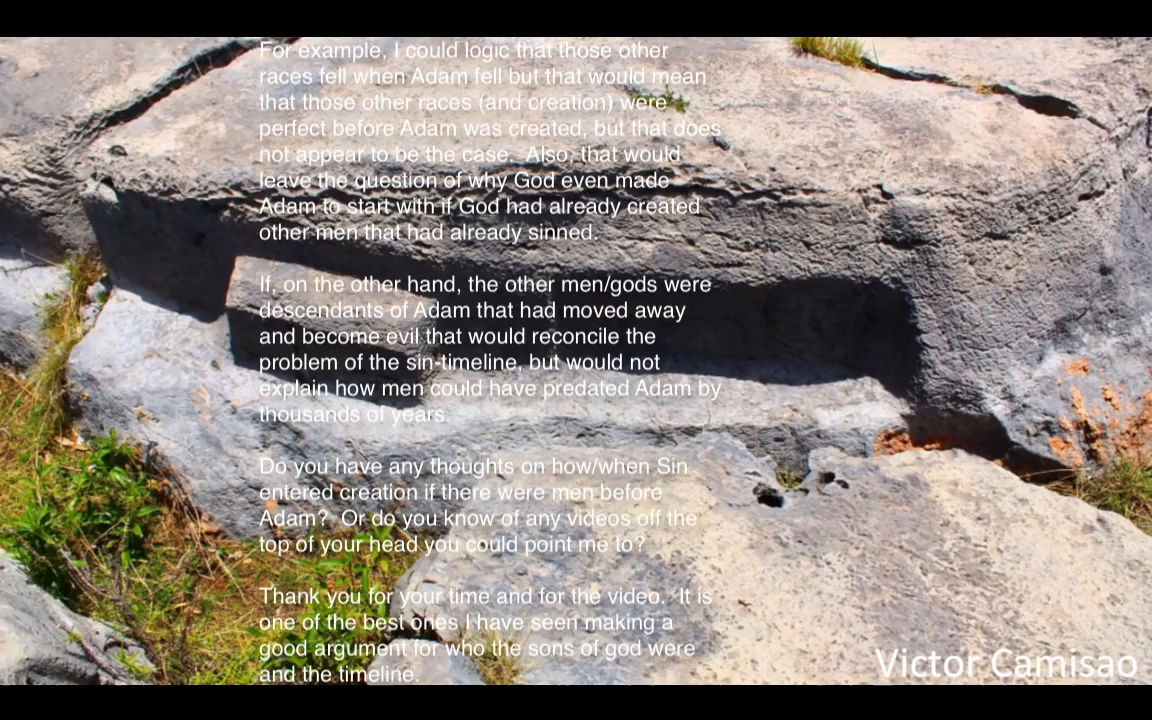 For example, I could logic that those other
races fell when Adam fell but that would mean
that those other races (and creation) were
perfect before Adam was created, but that does
not appear to be the case.  Also, that would
leave the question of why God even made
Adam to start with if God had already created
other men that had already sinned.
If, on the other hand, the other men/gods were
descendants of Adam that had moved away
and become evil that would reconcile the
problem of the sin-timeline, but would not
explain how men could have predated Adam by
thousands of years.
Do you have any thoughts on how/when Sin
entered creation if there were men before
Adam?  Or do you know of any videos off the
top of your head you could point me to?
Thank you for your time and for the video.  It is
one of the best ones I have seen making a
good argument for who the sons of god were
and the timeline.
Victor Camisao